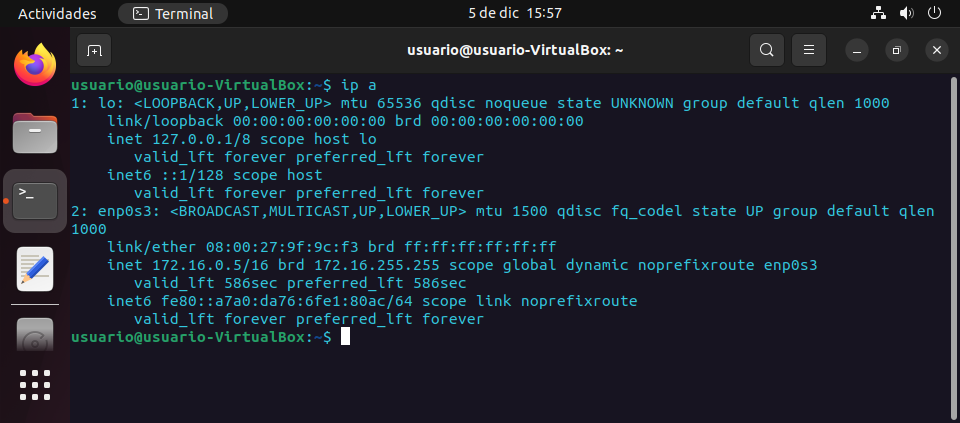 Actividades
Terminal
5 de dic 15:57
usuario@usuario-VirtualBox: ~
usuario@usuario-VirtualBox:~$ ip a
1: lo: <LOOPBACK,UP,LOWER_UP> mtu 65536 qdisc noqueue state UNKNOWN group default qlen 1000
link/loopback 00:00:00:00:00:00 brd 00:00:00:00:00:00
inet 127.0.0.1/8 scope host lo
valid_lft forever preferred_lft forever
inet6 ::1/128 scope host
valid_lft forever preferred_lft forever
2: enp0s3: <BROADCAST,MULTICAST,UP,LOWER_UP> mtu 1500 qdisc fq_codel state UP group default qlen
1000
link/ether 08:00:27:9f:9c:f3 brd ff:ff:ff:ff:ff:ff
inet 172.16.0.5/16 brd 172.16.255.255 scope global dynamic noprefixroute enp0s3
valid_lft 586sec preferred_lft 586sec
inet6 fe80::a7a0:da76:6fe1:80ac/64 scope link noprefixroute
valid_lft forever preferred_lft forever
usuario@usuario-VirtualBox:~$